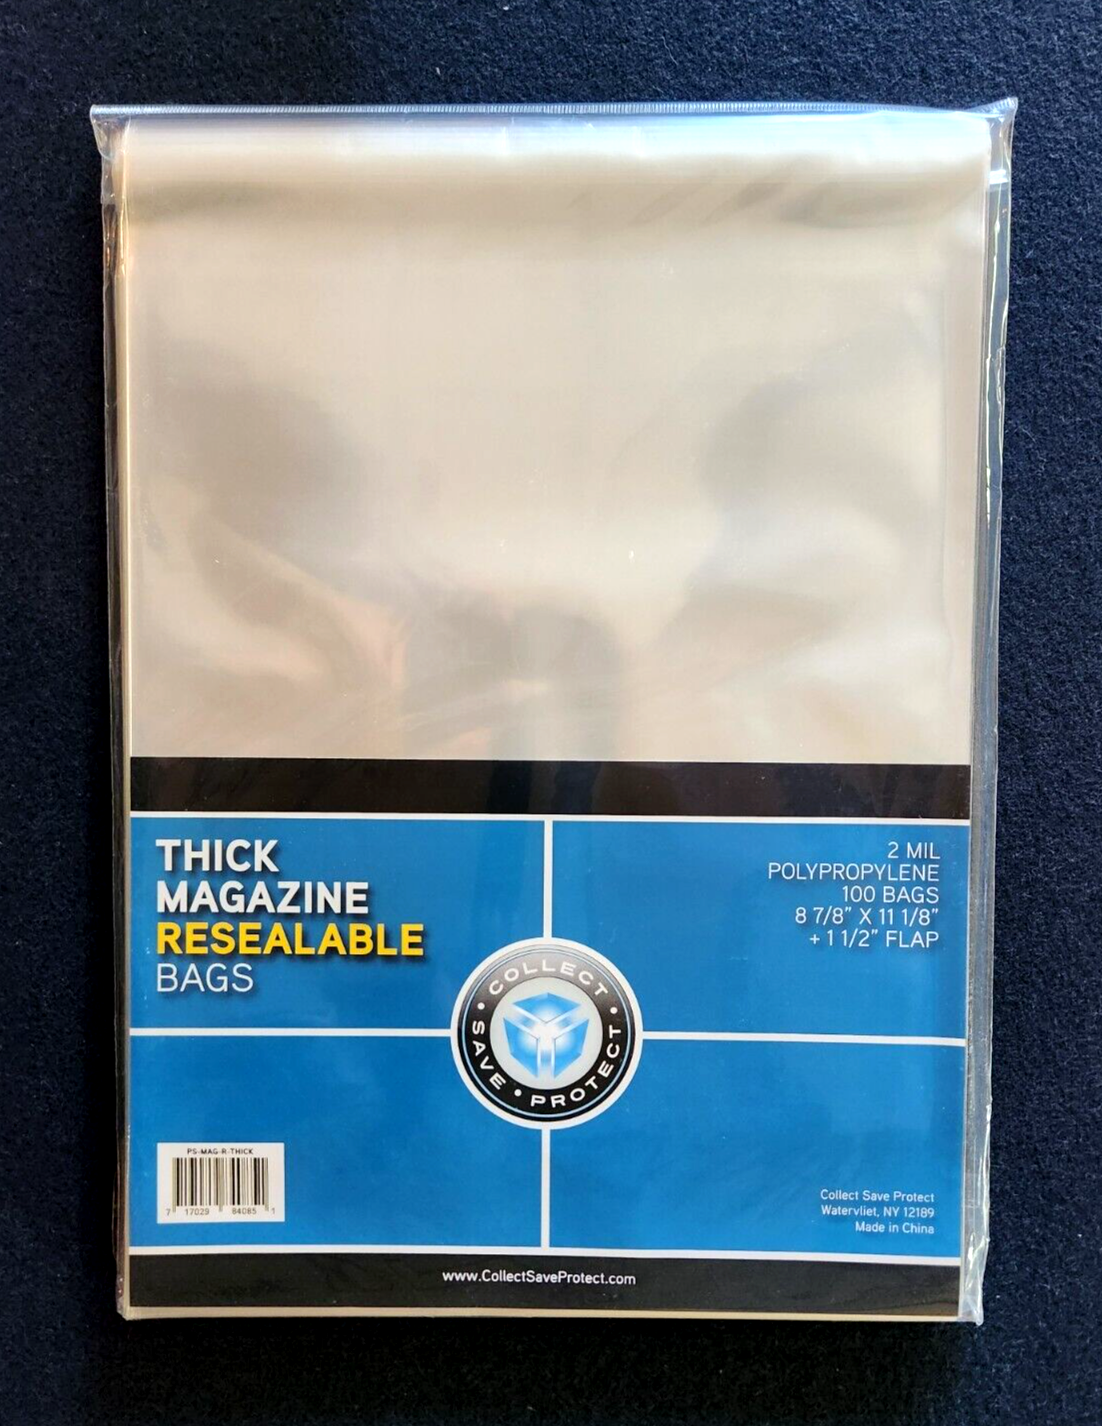 THICK
MAGAZINE
RESEALABLE
BAGS
2 MIL
POLYPROPYLENE
100 BAGS
8 7/8" X 11 1/8"
+ 1 1/2" FLAP
COLLECT • SAVE • PROTECT •
PS-MAG-R-THICK
7 17029 84085 1
Collect Save Protect
Watervliet, NY 12189
Made in China
www.CollectSaveProtect.com